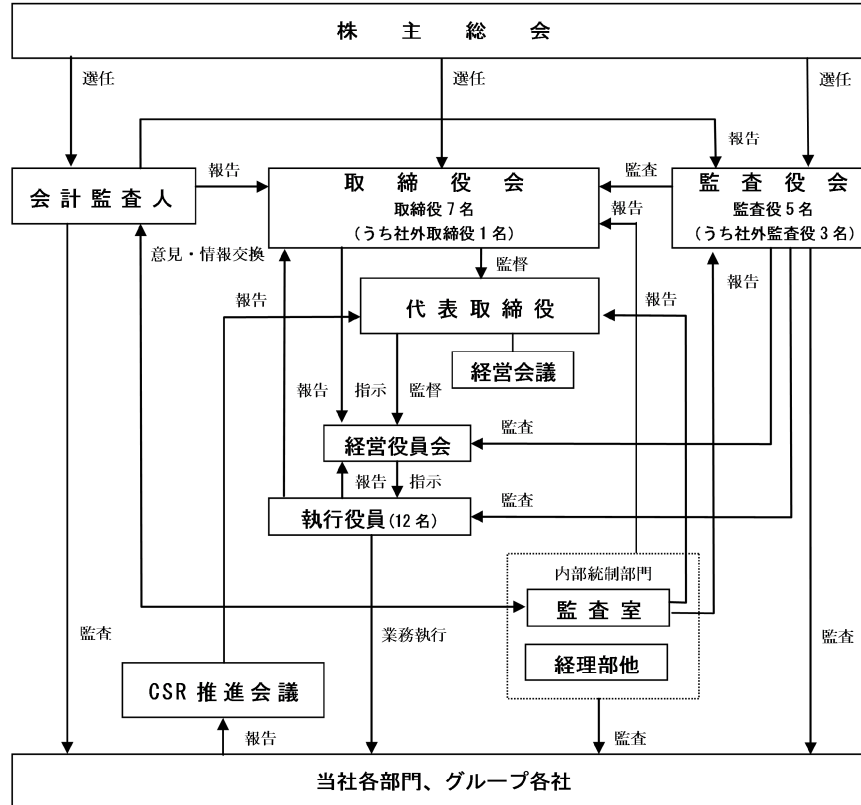 株 主 総 会
選任
選任
選任
報告
報告
監査
会 計 監 査 人
取 締 役 会
取締役 7 名
(うち社外取締役 1 名)
監 査 役 会
監査役 5 名
(うち社外監査役 3 名)
報告
意見・情報交換
監督
報告
報告
報告
代 表 取 締 役
経営会議
報告
指示
監督
経営役員会
監査
報告
指示
執行役員 (12 名)
監査
内部統制部門
監 査 室
経理部他
監査
業務執行
監査
CSR 推進会議
報告
監査
当社各部門、グループ各社